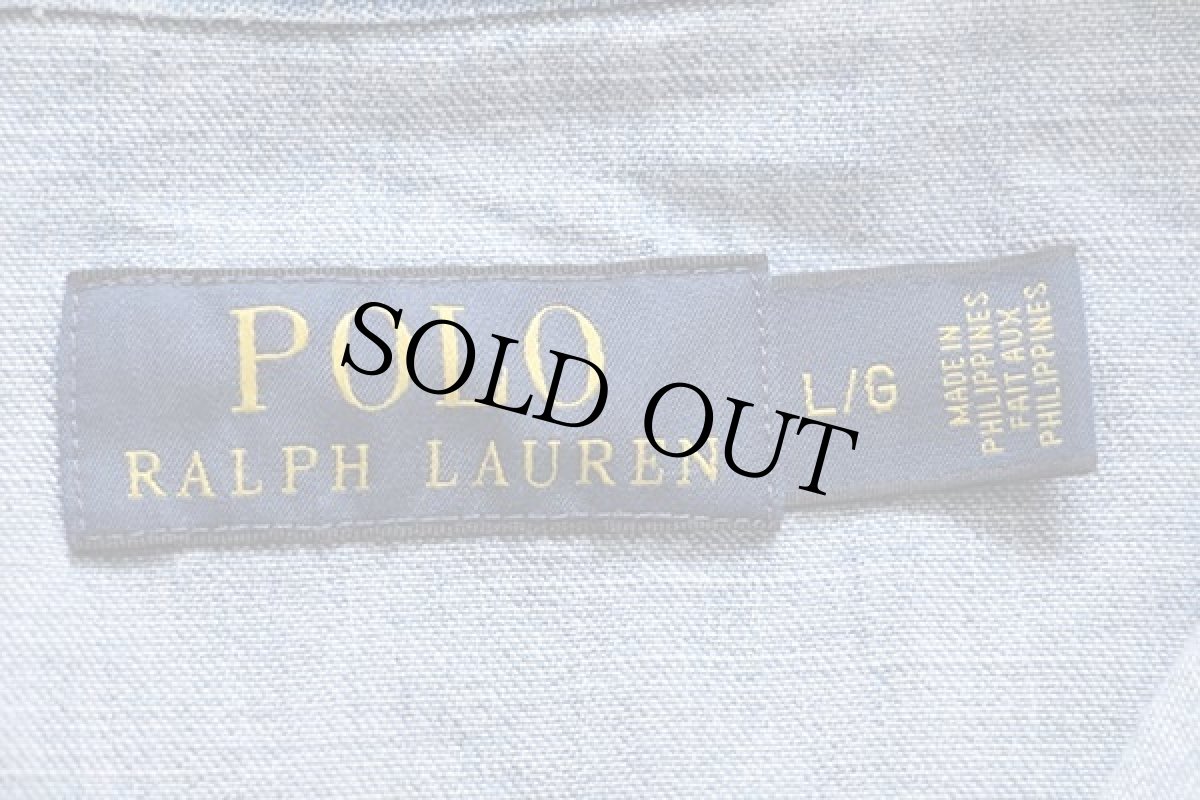 POLO
RALPH LAUREN
L/G
MADE IN
PHILIPPINES
FAIT AUX
PHILIPPINES
SOLD OUT